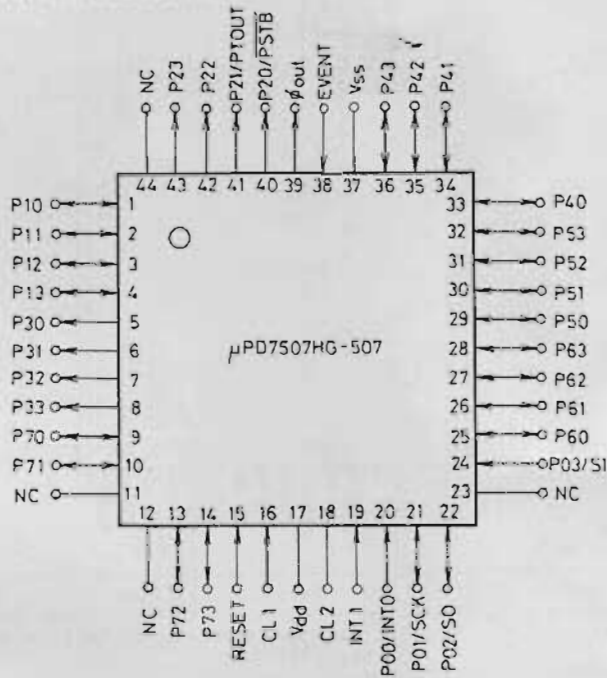 NC P23 P22 P21/PTOUT P20/PSTB ϕout EVENT Vss P43 P42 P41
44 43 42 41 40 39 38 37 36 35 34
P10 1 33 P40
P11 2 32 P53
P12 3 31 P52
P13 4 30 P51
P30 5 29 P50
P31 6 28 P63
P32 7 27 P62
P33 8 26 P61
P70 9 25 P60
P71 10 24 P03/SI
NC 11 23 NC
μPD7507HG-507
12 13 14 15 16 17 18 19 20 21 22
NC P72 P73 RESET CL1 Vdd CL2 INT1 P00/INT0 P01/SCK P02/SO